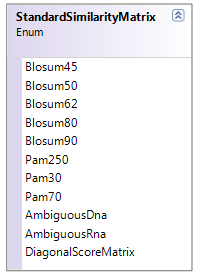 StandardSimilarityMatrix
Enum
Blosum45
Blosum50
Blosum62
Blosum80
Blosum90
Pam250
Pam30
Pam70
AmbiguousDna
AmbiguousRna
DiagonalScoreMatrix